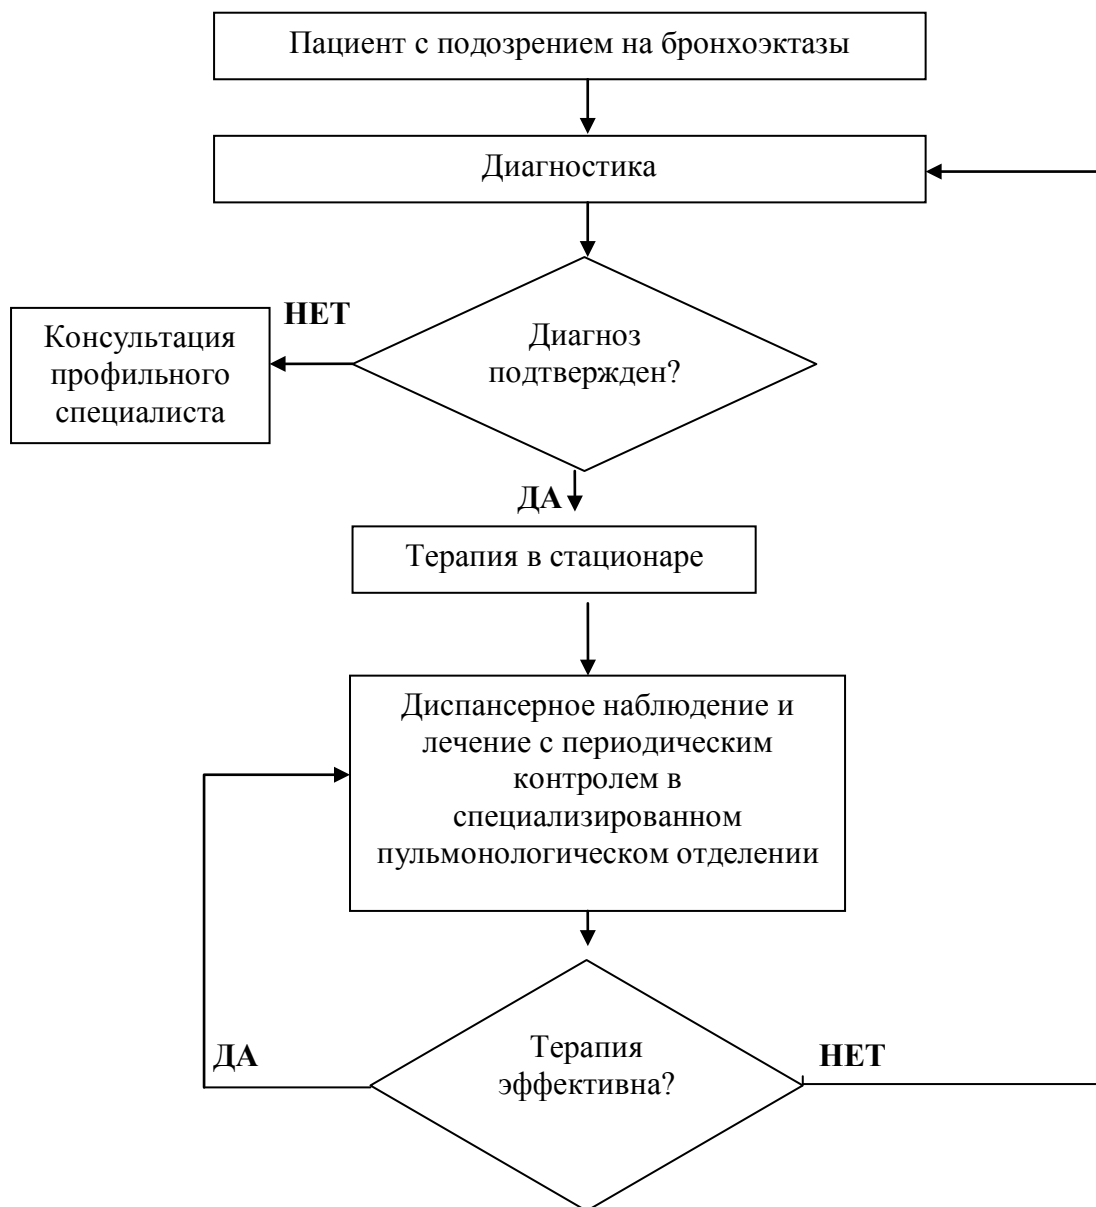 Пациент с подозрением на бронхоэктазы
Диагностика
НЕТ
Диагноз
подтвержден?
Консультация
профильного
специалиста
ДА
Терапия в стационаре
Диспансерное наблюдение и
лечение с периодическим
контролем в
специализированном
пульмонологическом отделении
Терапия
эффективна?
ДА
НЕТ